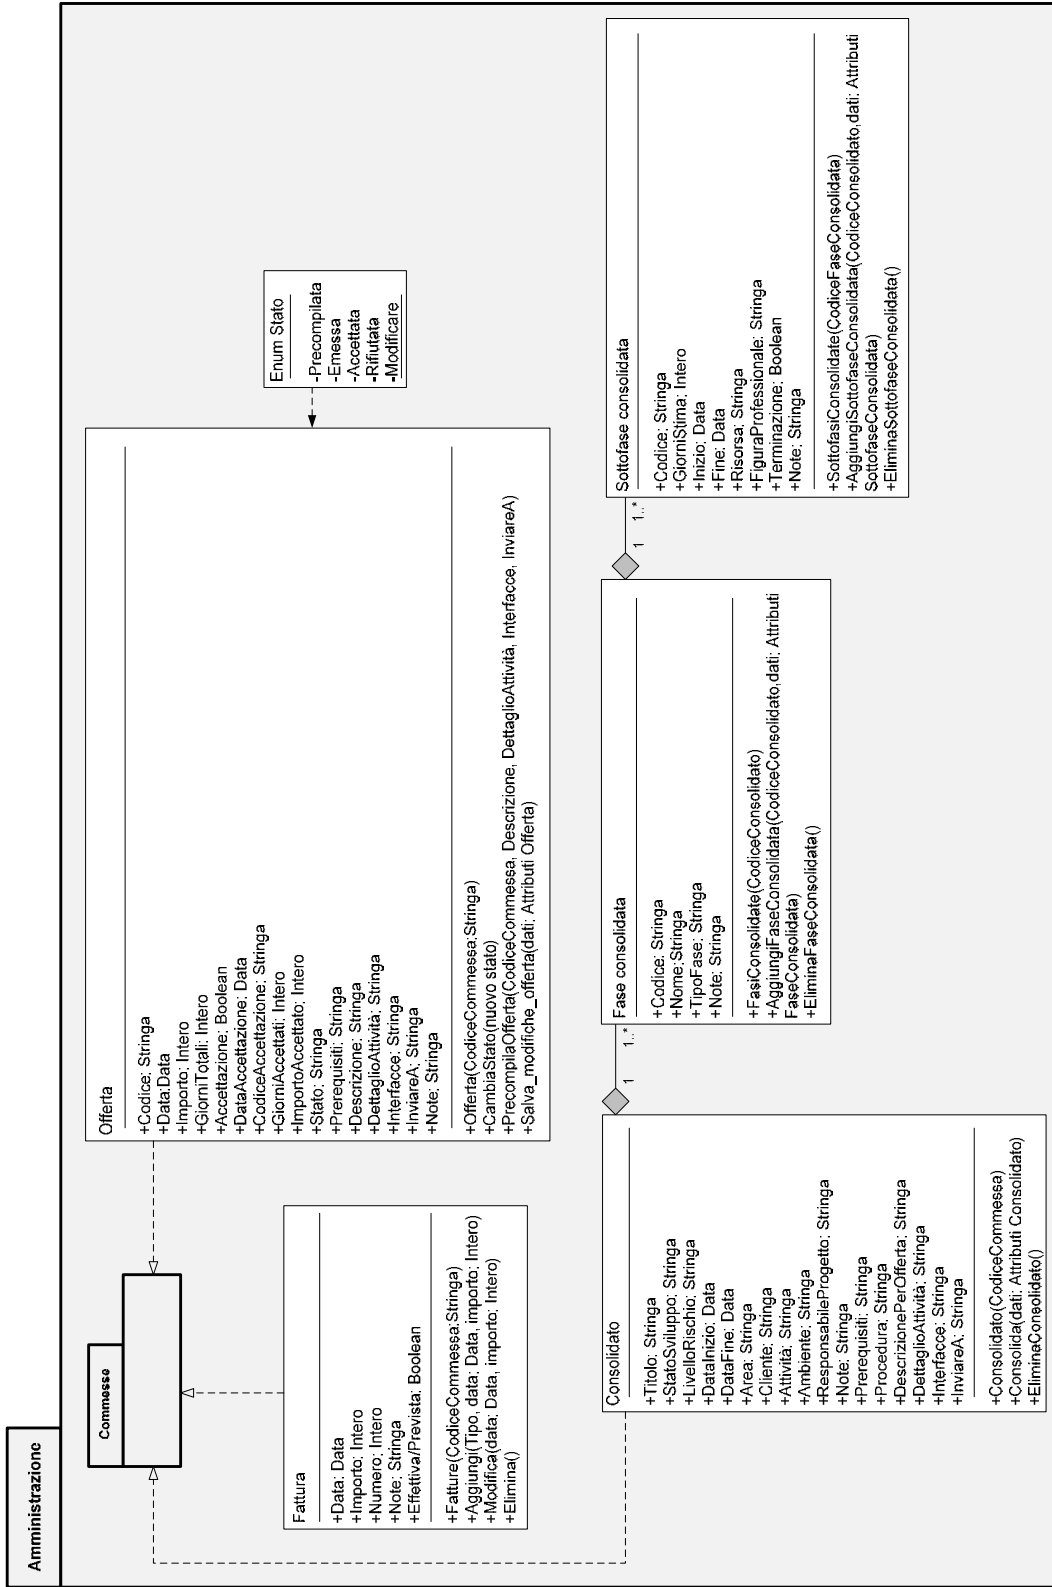 Amministrazione
Commesse
Offerta
+Codice: Stringa
+Data:Data
+Importo: Intero
+GiorniTotali: Intero
+Accettazione: Boolean
+DataAccettazione: Data
+CodiceAccettazione: Stringa
+GiorniAccettati: Intero
+ImportoAccettato: Intero
+Stato: Stringa
+Prerequisiti: Stringa
+Descrizione: Stringa
+DettaglioAttività: Stringa
+Interfacce: Stringa
+InviareA: Stringa
+Note: Stringa
+Offerta(CodiceCommessa:Stringa)
+CambiaStato(nuovo stato)
+PrecompilaOfferta(CodiceCommessa, Descrizione, DettaglioAttività, Interfacce, InviareA)
+Salva_modifiche_offerta(dati: Attributi Offerta)
Enum Stato
-Precompilata
-Emessa
-Accettata
-Rifiutata
-Modificare
Fattura
+Data: Data
+Importo: Intero
+Numero: Intero
+Note: Stringa
+Effettiva/Prevista: Boolean
+Fatture(CodiceCommessa:Stringa)
+Aggiungi(Tipo, data: Data, importo: Intero)
+Modifica(data: Data, importo: Intero)
+Elimina()
Consolidato
+Titolo: Stringa
+StatoSviluppo: Stringa
+LivelloRischio: Stringa
+DataInizio: Data
+DataFine: Data
+Area: Stringa
+Cliente: Stringa
+Attività: Stringa
+Ambiente: Stringa
+ResponsabileProgetto: Stringa
+Note: Stringa
+Prerequisiti: Stringa
+Procedura: Stringa
+DescrizionePerOfferta: Stringa
+DettaglioAttività: Stringa
+Interfacce: Stringa
+InviareA: Stringa
+Consolidato(CodiceCommessa)
+Consolida(dati: Attributi Consolidato)
+EliminaConsolidato()
1
1..*
Fase consolidata
+Codice: Stringa
+Nome:Stringa
+TipoFase: Stringa
+Note: Stringa
+FasiConsolidate(CodiceConsolidato)
+AggiungiFaseConsolidata(CodiceConsolidato,dati: Attributi
FaseConsolidata)
+EliminaFaseConsolidata()
1
1..*
Sottofase consolidata
+Codice: Stringa
+GiorniStima: Intero
+Inizio: Data
+Fine: Data
+Risorsa: Stringa
+FiguraProfessionale: Stringa
+Terminazione: Boolean
+Note: Stringa
+SottofasiConsolidate(CodiceFaseConsolidata)
+AggiungiSottofaseConsolidata(CodiceConsolidato,dati: Attributi
SottofaseConsolidata)
+EliminaSottofaseConsolidata()